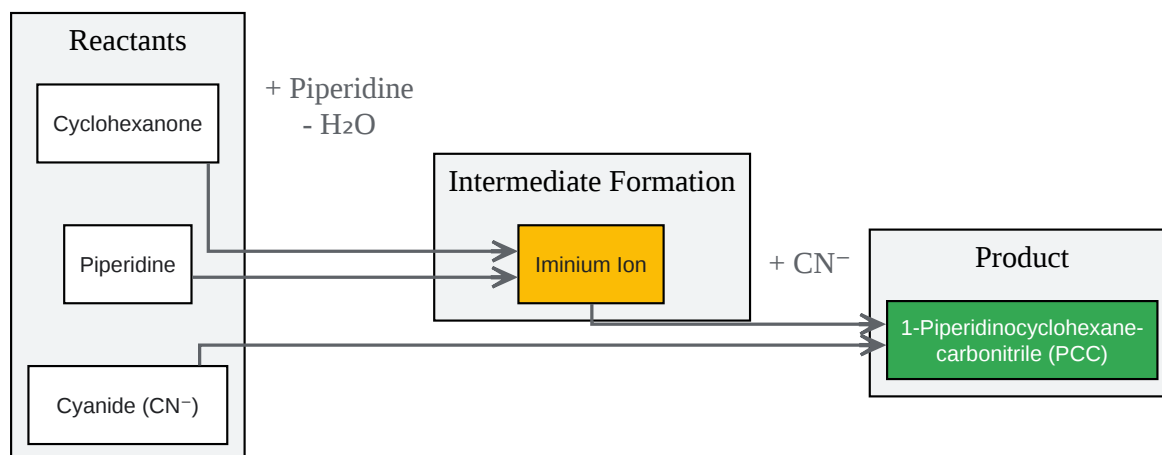 Reactants
Cyclohexanone
+ Piperidine
- H₂O
Intermediate Formation
Piperidine
Iminium Ion
+ CN⁻
Product
1-Piperidinocyclohexane-
carbonitrile (PCC)
Cyanide (CN⁻)